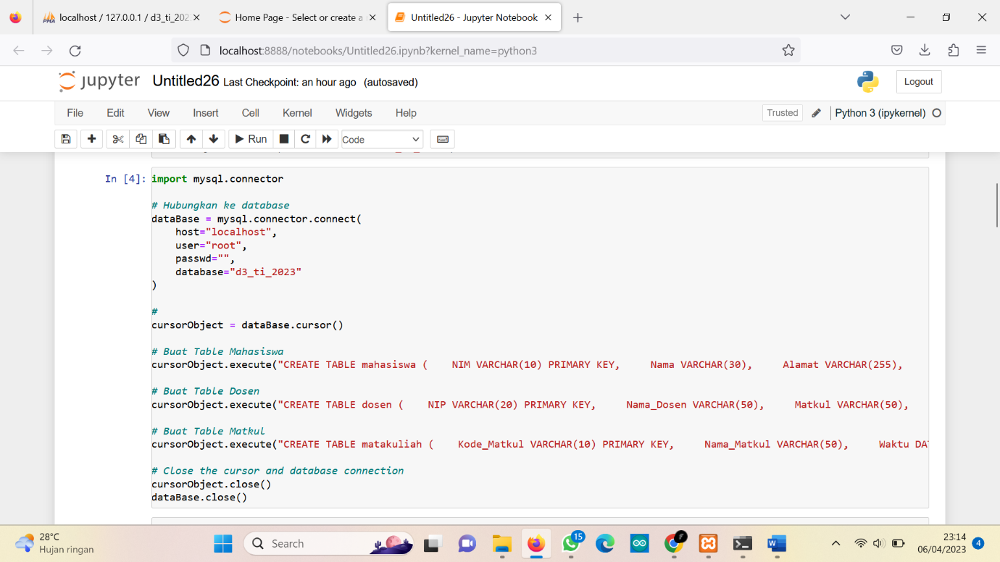 localhost / 127.0.0.1 / d3_ti_202
Home Page - Select or create a
Untitled26 - Jupyter Notebook
localhost:8888/notebooks/Untitled26.ipynb?kernel_name=python3
jupyter Untitled26 Last Checkpoint: an hour ago (autosaved)
Logout
File Edit View Insert Cell Kernel Widgets Help
Trusted
Python 3 (ipykernel)
Run
Code
In [4]: import mysql.connector
# Hubungkan ke database
dataBase = mysql.connector.connect(
    host="localhost",
    user="root",
    passwd="",
    database="d3_ti_2023"
)
#
cursorObject = dataBase.cursor()
# Buat Table Mahasiswa
cursorObject.execute("CREATE TABLE mahasiswa (    NIM VARCHAR(10) PRIMARY KEY,     Nama VARCHAR(30),     Alamat VARCHAR(255),
# Buat Table Dosen
cursorObject.execute("CREATE TABLE dosen (    NIP VARCHAR(20) PRIMARY KEY,     Nama_Dosen VARCHAR(50),     Matkul VARCHAR(50),
# Buat Table Matkul
cursorObject.execute("CREATE TABLE matakuliah (    Kode_Matkul VARCHAR(10) PRIMARY KEY,     Nama_Matkul VARCHAR(50),     Waktu DA
# Close the cursor and database connection
cursorObject.close()
dataBase.close()
28°C
Hujan ringan
Search
15
23:14
06/04/2023
4